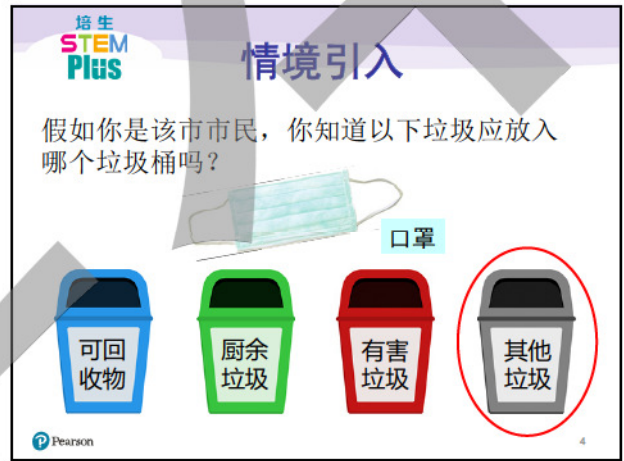 培生
STEM
Plus
情境引入
假如你是该市市民，你知道以下垃圾应放入
哪个垃圾桶吗？
口罩
可回
收物
厨余
垃圾
有害
垃圾
其他
垃圾
Pearson
4